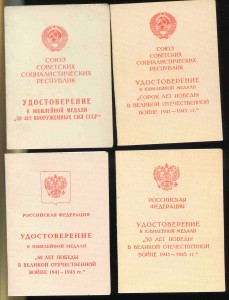 СОЮЗ
СОВЕТСКИХ
СОЦИАЛИСТИЧЕСКИХ
РЕСПУБЛИК
УДОСТОВЕРЕНИЕ
К ЮБИЛЕЙНОЙ МЕДАЛИ
„50 ЛЕТ ВООРУЖЕННЫХ СИЛ СССР“
СОЮЗ
СОВЕТСКИХ
СОЦИАЛИСТИЧЕСКИХ
РЕСПУБЛИК
УДОСТОВЕРЕНИЕ
К ЮБИЛЕЙНОЙ МЕДАЛИ
„СОРОК ЛЕТ ПОБЕДЫ
В ВЕЛИКОЙ ОТЕЧЕСТВЕННОЙ
ВОЙНЕ 1941—1945 гг.“
РОССИЙСКАЯ ФЕДЕРАЦИЯ
УДОСТОВЕРЕНИЕ
К ЮБИЛЕЙНОЙ МЕДАЛИ
ЛЕТ ПОБЕДЫ
В ВЕЛИКОЙ ОТЕЧЕСТВЕННОЙ
ВОЙНЕ 1941—1945 гг.“
РОССИЙСКАЯ
ФЕДЕРАЦИЯ
УДОСТОВЕРЕНИЕ
К ЮБИЛЕЙНОЙ МЕДАЛИ
„50 ЛЕТ ПОБЕДЫ
В ВЕЛИКОЙ ОТЕЧЕСТВЕННОЙ
ВОЙНЕ 1941—1945 гг.“